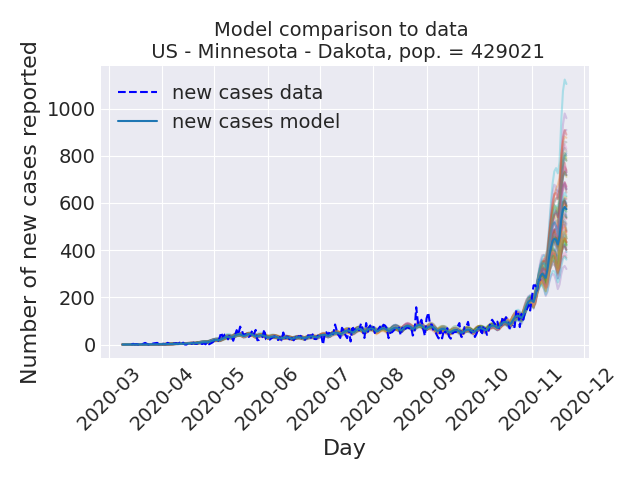 Model comparison to data
US - Minnesota - Dakota, pop. = 429021
Number of new cases reported
new cases data
new cases model
1000
800
600
400
200
0
2020-03
2020-04
2020-05
2020-06
2020-07
2020-08
2020-09
2020-10
2020-11
2020-12
Day